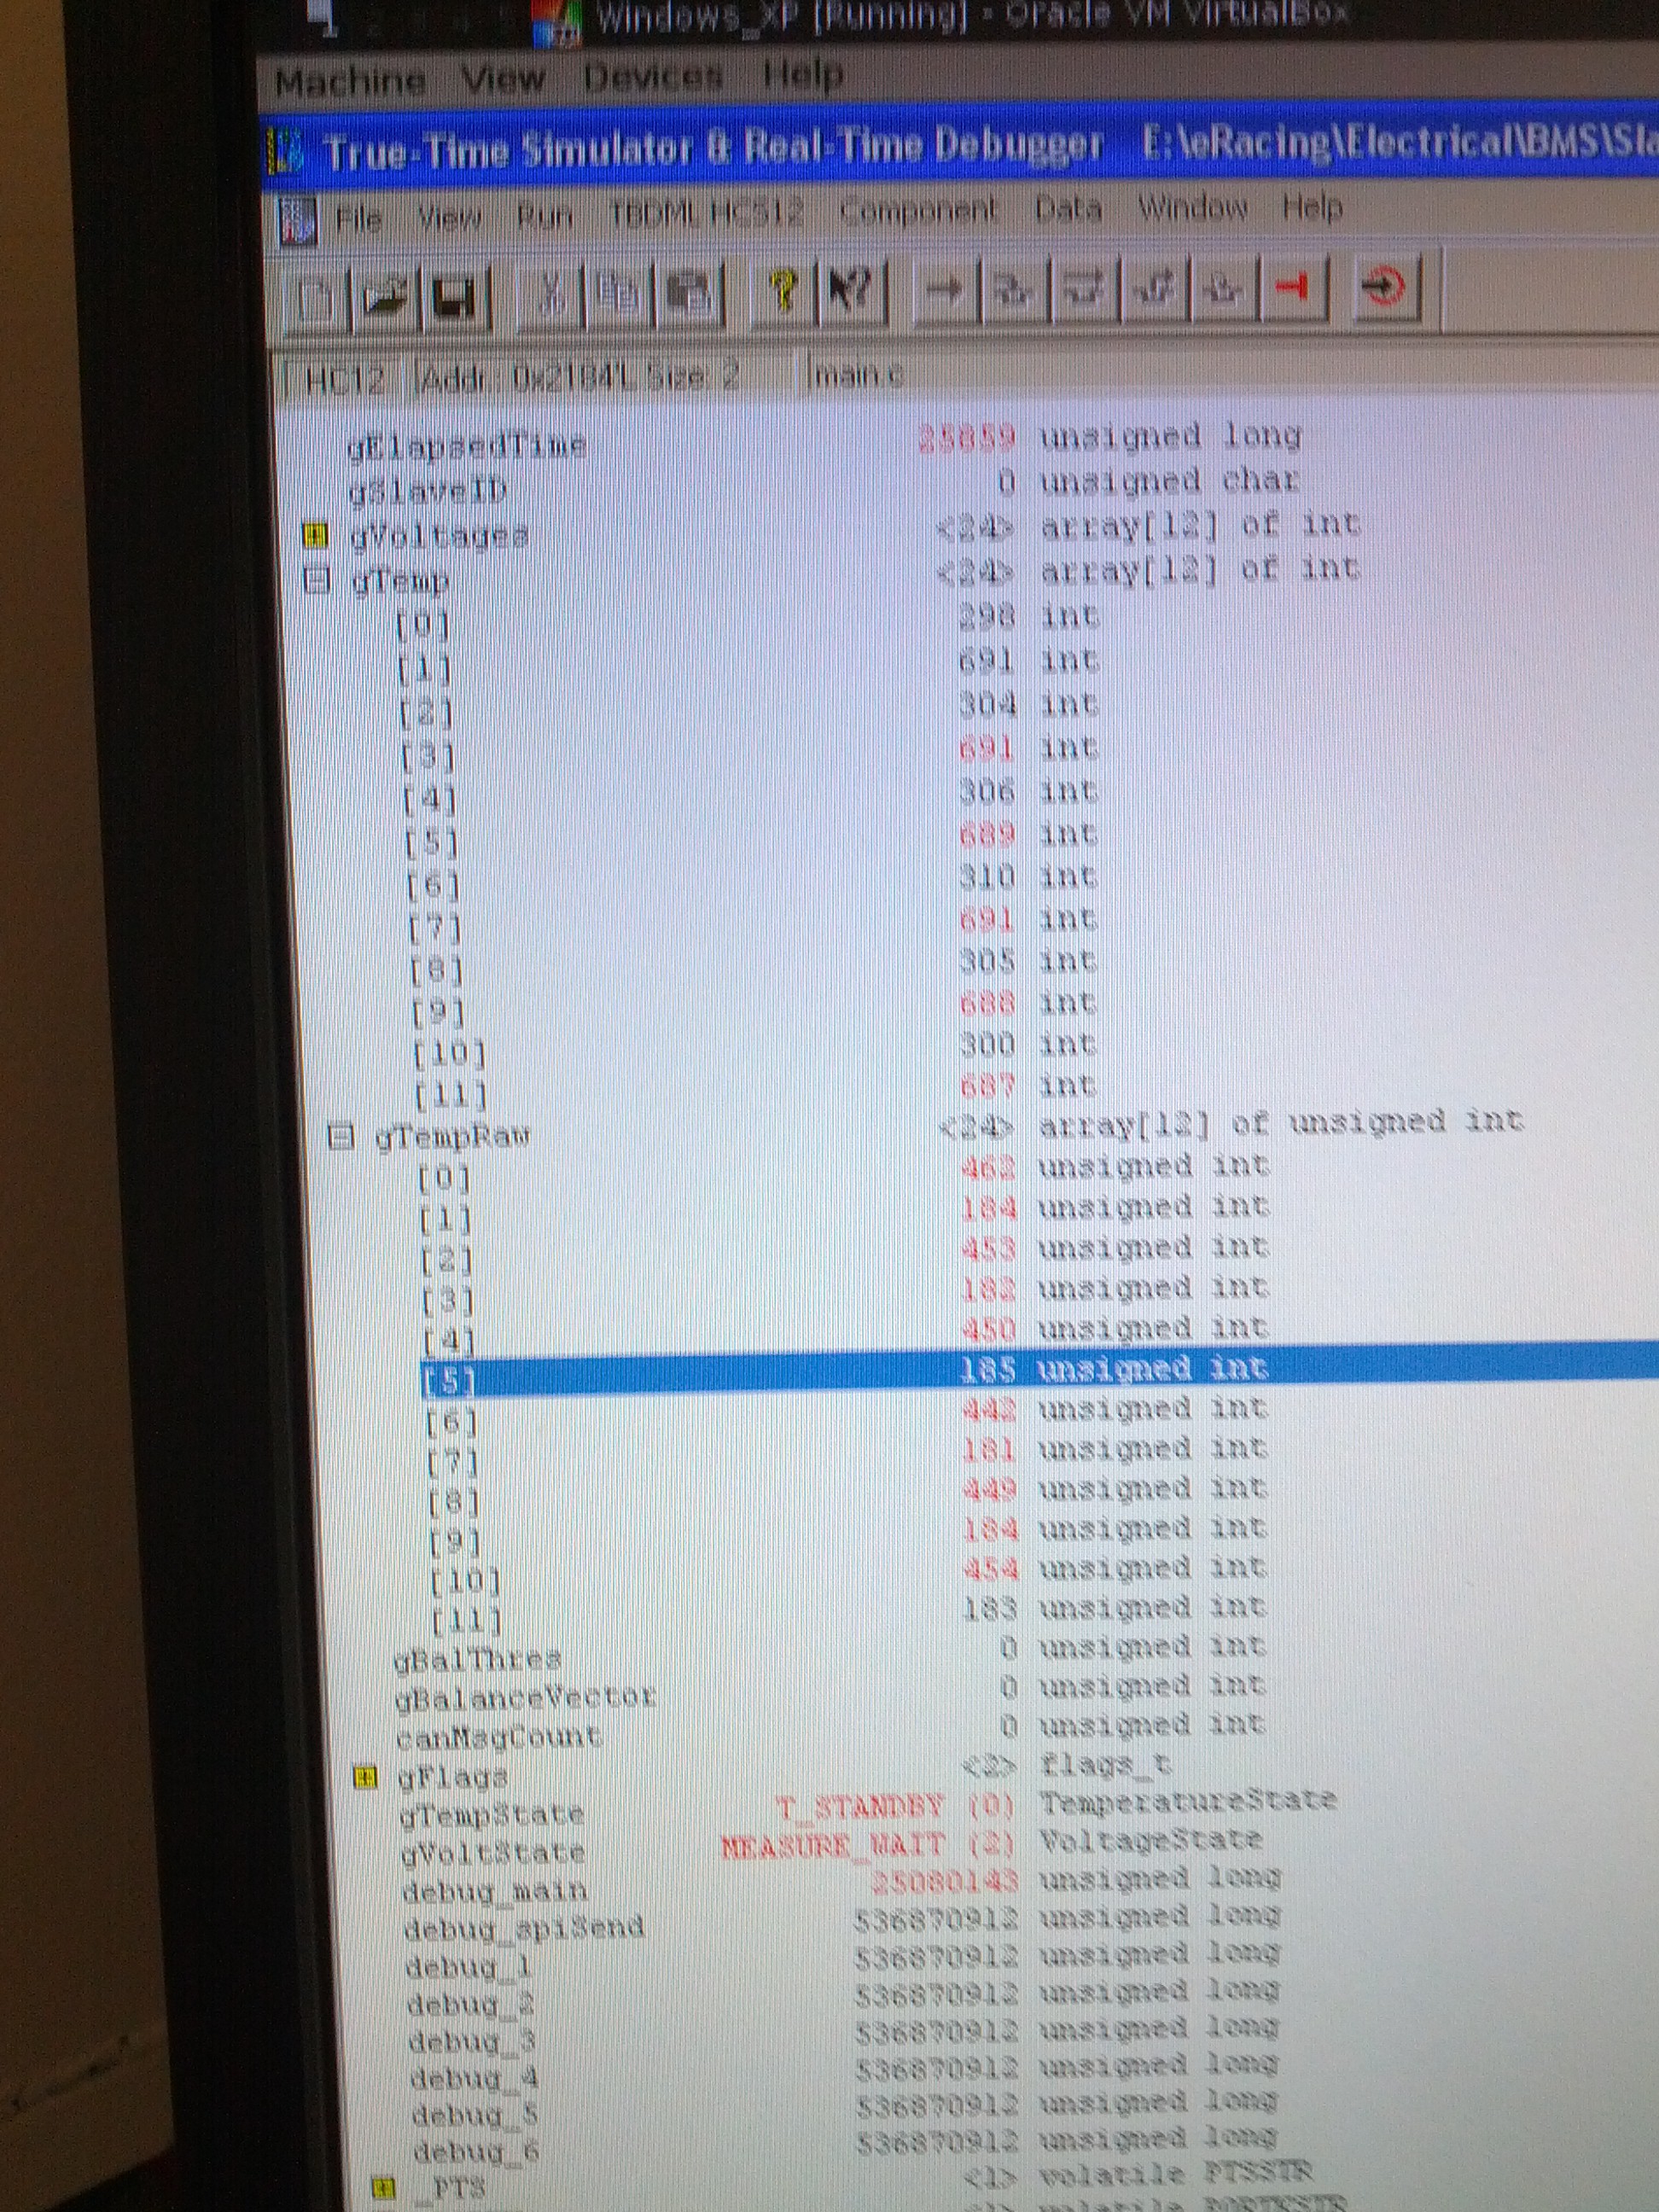 Windows_XP [Running] - Oracle VM VirtualBox
Machine View Devices Help
True-Time Simulator & Real-Time Debugger E:\eRacing\Electrical\BMS\Sla
File View Run TBDML HCS12 Component Data Window Help
HC12 Addr.: 0x2184'L Size: 2 main.c
gElapsedTime 25859 unsigned long
gSlaveID 0 unsigned char
gVoltages <24> array[12] of int
gTemp <24> array[12] of int
[0] 298 int
[1] 691 int
[2] 304 int
[3] 691 int
[4] 306 int
[5] 689 int
[6] 310 int
[7] 691 int
[8] 305 int
[9] 688 int
[10] 300 int
[11] 687 int
gTempRaw <24> array[12] of unsigned int
[0] 462 unsigned int
[1] 184 unsigned int
[2] 453 unsigned int
[3] 182 unsigned int
[4] 450 unsigned int
[5] 185 unsigned int
[6] 442 unsigned int
[7] 181 unsigned int
[8] 449 unsigned int
[9] 184 unsigned int
[10] 454 unsigned int
[11] 183 unsigned int
gBalThres 0 unsigned int
gBalanceVector 0 unsigned int
canMsgCount 0 unsigned int
gFlags <2> flags_t
gTempState T_STANDBY (0) TemperatureState
gVoltState MEASURE_WAIT (2) VoltageState
debug_main 25080143 unsigned long
debug_spiSend 536870912 unsigned long
debug_1 536870912 unsigned long
debug_2 536870912 unsigned long
debug_3 536870912 unsigned long
debug_4 536870912 unsigned long
debug_5 536870912 unsigned long
debug_6 536870912 unsigned long
_PTS <1> volatile PTSSTR